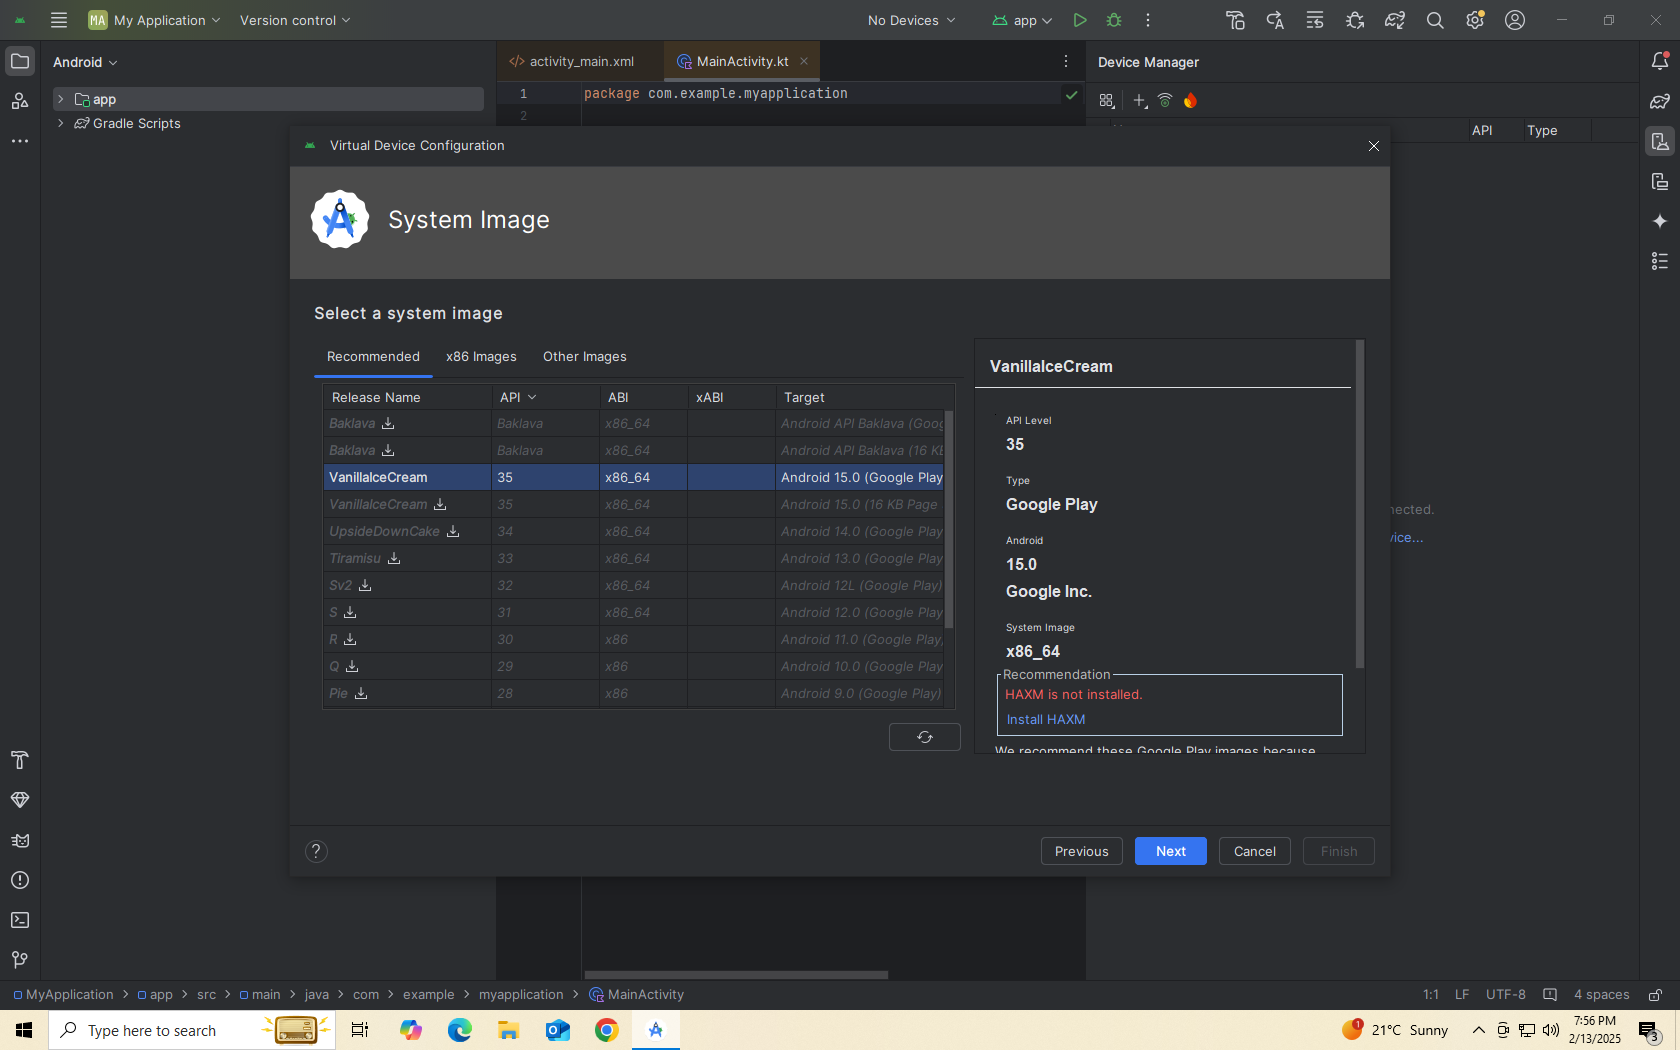 MA My Application
Version control
No Devices
app
Android
app
Gradle Scripts
activity_main.xml
MainActivity.kt
1 package com.example.myapplication
2
Device Manager
API Type
nected.
vice...
Virtual Device Configuration
System Image
Select a system image
Recommended x86 Images Other Images
Release Name API ABI xABI Target
Baklava Baklava x86_64 Android API Baklava (Goog
Baklava Baklava x86_64 Android API Baklava (16 KB
VanillaIceCream 35 x86_64 Android 15.0 (Google Play
VanillaIceCream 35 x86_64 Android 15.0 (16 KB Page
UpsideDownCake 34 x86_64 Android 14.0 (Google Play
Tiramisu 33 x86_64 Android 13.0 (Google Play
Sv2 32 x86_64 Android 12L (Google Play)
S 31 x86_64 Android 12.0 (Google Play
R 30 x86 Android 11.0 (Google Play)
Q 29 x86 Android 10.0 (Google Play
Pie 28 x86 Android 9.0 (Google Play)
VanillaIceCream
API Level
35
Type
Google Play
Android
15.0
Google Inc.
System Image
x86_64
Recommendation
HAXM is not installed.
Install HAXM
We recommend these Google Play images because
?
Previous
Next
Cancel
Finish
MyApplication > app > src > main > java > com > example > myapplication > MainActivity
1:1 LF UTF-8 4 spaces
Type here to search
1
21°C Sunny
7:56 PM
2/13/2025
3